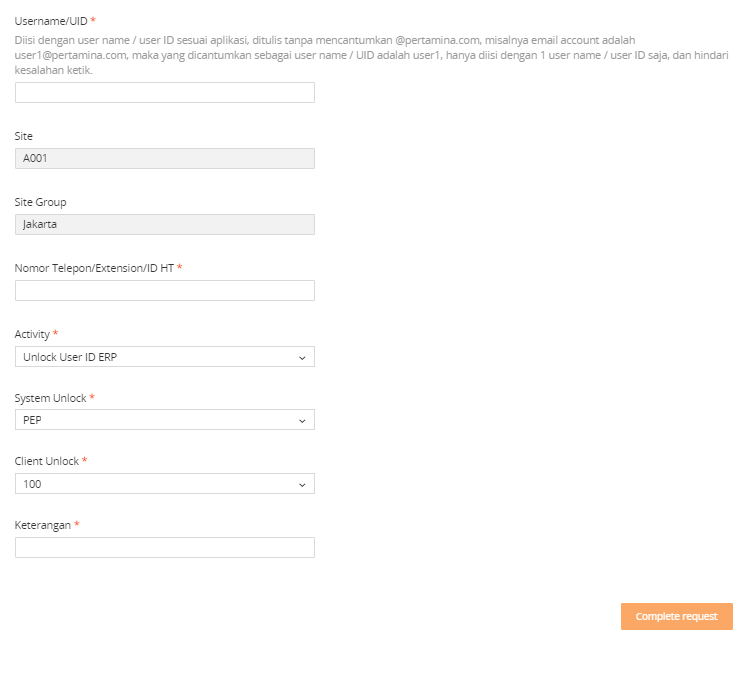 Username/UID *
Diisi dengan user name / user ID sesuai aplikasi, ditulis tanpa mencantumkan @pertamina.com, misalnya email account adalah
user1@pertamina.com, maka yang dicantumkan sebagai user name / UID adalah user1, hanya diisi dengan 1 user name / user ID saja, dan hindari
kesalahan ketik.
Site
A001
Site Group
Jakarta
Nomor Telepon/Extension/ID HT *
Activity *
Unlock User ID ERP
System Unlock *
PEP
Client Unlock *
100
Keterangan *
Complete request